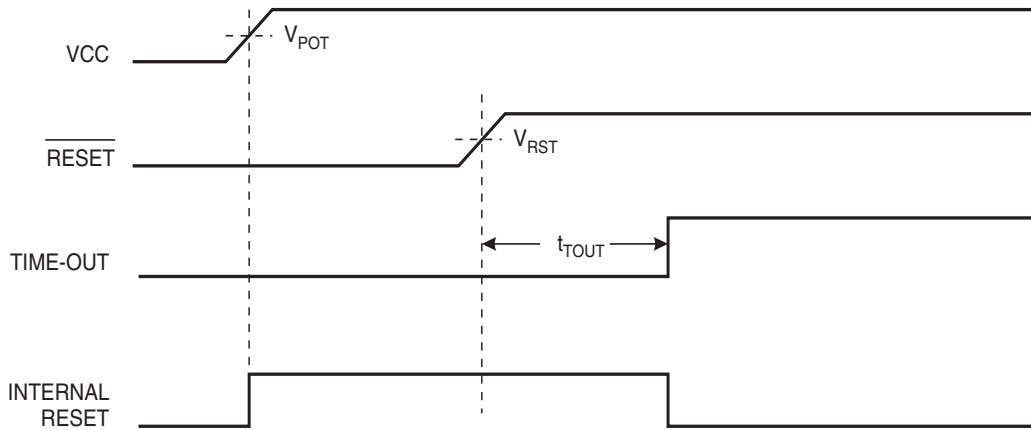 VCC
VPOT
RESET
VRST
TIME-OUT
tTOUT
INTERNAL
RESET